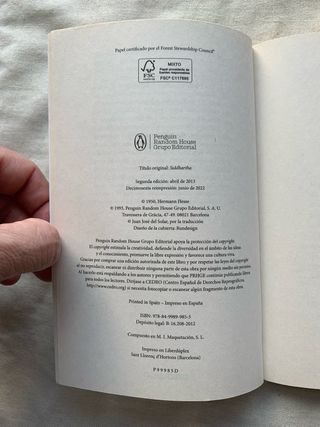 Papel certificado por el Forest Stewardship Council®
MIXTO
Papel procedente de
fuentes responsables
FSC® C117695
FSC
Penguin
Random House
Grupo Editorial
Título original: Siddhartha
Segunda edición: abril de 2013
Decimosexta reimpresión: junio de 2021
© 1950, Hermann Hesse
© 1995, Penguin Random House Grupo Editorial, S. A. U.
Travessera de Gràcia, 47-49. 08021 Barcelona
© Juan José del Solar, por la traducción
Diseño de la cubierta: Rundesign
Penguin Random House Grupo Editorial apoya la protección del copyright.
El copyright estimula la creatividad, defiende la diversidad en el ámbito de las ideas
y el conocimiento, promueve la libre expresión y favorece una cultura viva.
Gracias por comprar una edición autorizada de este libro y por respetar las leyes del copyright
al no reproducir, escanear ni distribuir ninguna parte de esta obra por ningún medio sin permiso.
Al hacerlo está respaldando a los autores y permitiendo que PRHGE continúe publicando libros
para todos los lectores. Diríjase a CEDRO (Centro Español de Derechos Reprográficos,
http://www.cedro.org) si necesita fotocopiar o escanear algún fragmento de esta obra.
Printed in Spain – Impreso en España
ISBN: 978-84-9989-985-5
Depósito legal: B-16.208-2012
Compuesto en M. I. Maquetación, S. L.
Impreso en Liberdúplex
Sant Llorenç d'Hortons (Barcelona)
P 8 9 9 8 5 D